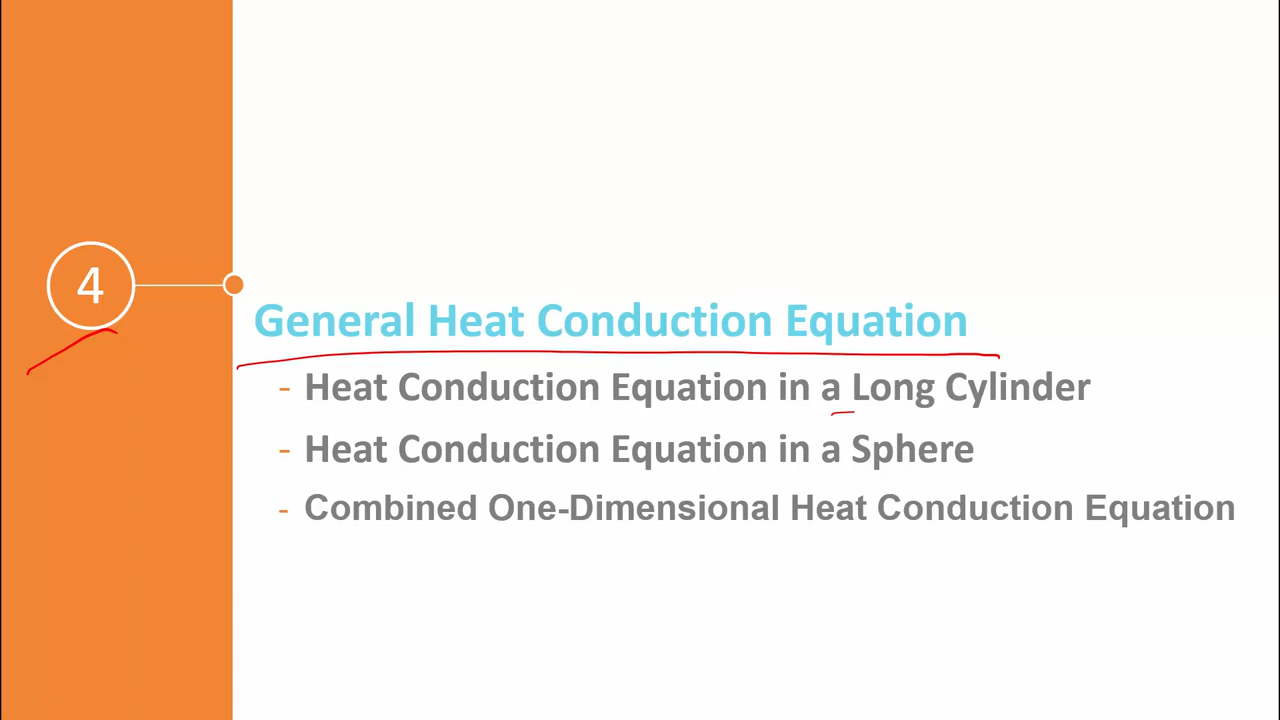 4
General Heat Conduction Equation
- Heat Conduction Equation in a Long Cylinder
- Heat Conduction Equation in a Sphere
- Combined One-Dimensional Heat Conduction Equation